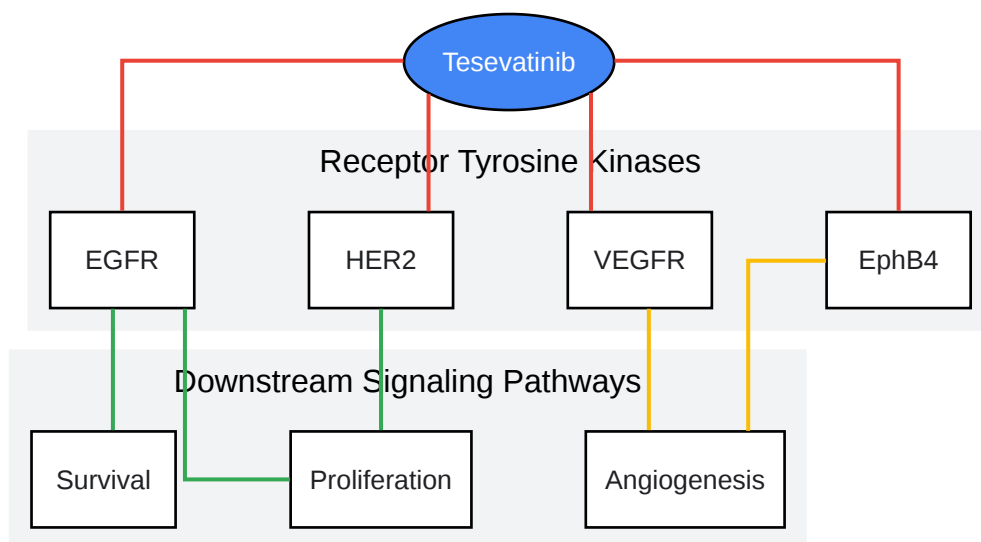 Tesevatinib
Receptor Tyrosine Kinases
EGFR
HER2
VEGFR
EphB4
Downstream Signaling Pathways
Survival
Proliferation
Angiogenesis